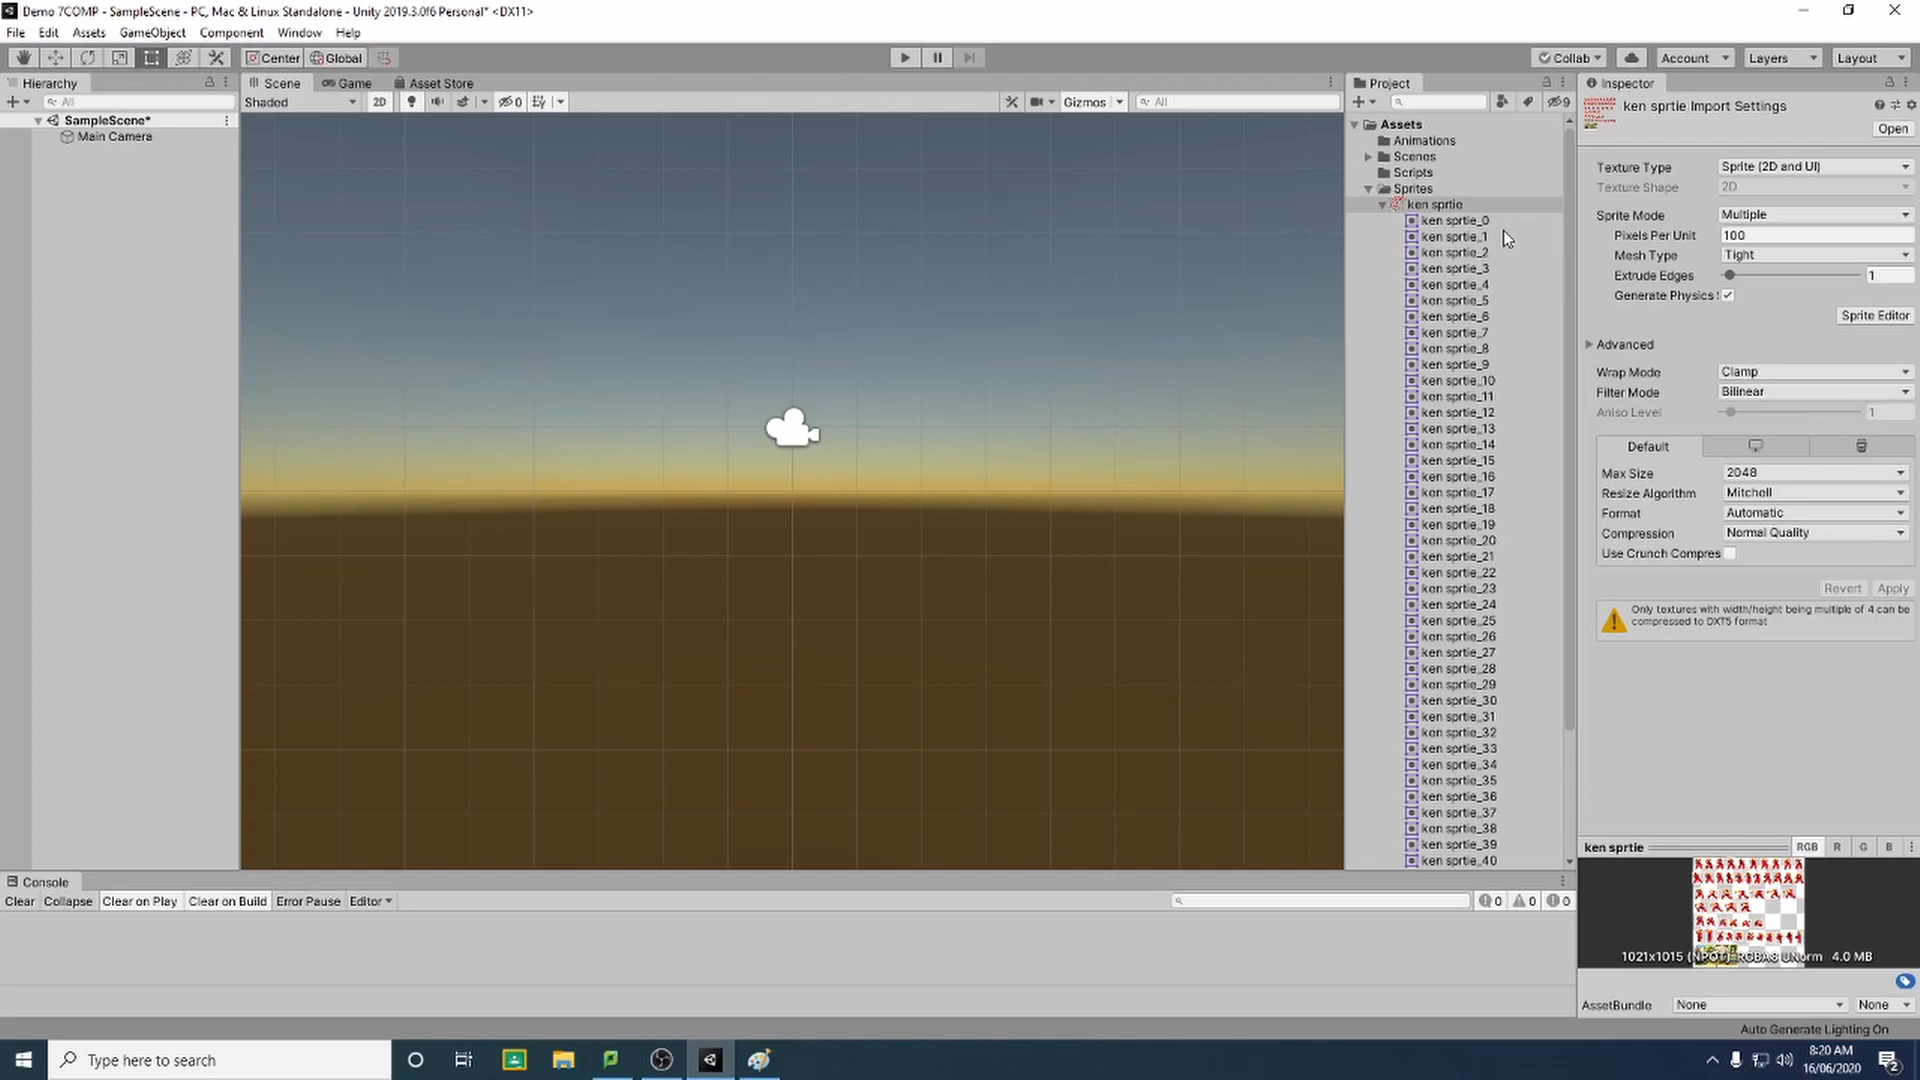 Demo 7COMP - SampleScene - PC, Mac & Linux Standalone - Unity 2019.3.0f6 Personal* <DX11>
File Edit Assets GameObject Component Window Help
Center Global Collab Account Layers Layout
Hierarchy
All
SampleScene*
Main Camera
Scene Game Asset Store
Shaded 2D 0 Gizmos All
Project
9
Assets
Animations
Scenes
Scripts
Sprites
ken sprtie
ken sprtie_0
ken sprtie_1
ken sprtie_2
ken sprtie_3
ken sprtie_4
ken sprtie_5
ken sprtie_6
ken sprtie_7
ken sprtie_8
ken sprtie_9
ken sprtie_10
ken sprtie_11
ken sprtie_12
ken sprtie_13
ken sprtie_14
ken sprtie_15
ken sprtie_16
ken sprtie_17
ken sprtie_18
ken sprtie_19
ken sprtie_20
ken sprtie_21
ken sprtie_22
ken sprtie_23
ken sprtie_24
ken sprtie_25
ken sprtie_26
ken sprtie_27
ken sprtie_28
ken sprtie_29
ken sprtie_30
ken sprtie_31
ken sprtie_32
ken sprtie_33
ken sprtie_34
ken sprtie_35
ken sprtie_36
ken sprtie_37
ken sprtie_38
ken sprtie_39
ken sprtie_40
Inspector
ken sprtie Import Settings
Open
Texture Type Sprite (2D and UI)
Texture Shape 2D
Sprite Mode Multiple
Pixels Per Unit 100
Mesh Type Tight
Extrude Edges 1
Generate Physics
Sprite Editor
Advanced
Wrap Mode Clamp
Filter Mode Bilinear
Aniso Level 1
Default
Max Size 2048
Resize Algorithm Mitchell
Format Automatic
Compression Normal Quality
Use Crunch Compres
Revert Apply
Only textures with width/height being multiple of 4 can be
compressed to DXT5 format
ken sprtie RGB R G B
1021x1015 (NPOT) RGBA8 UNorm 4.0 MB
AssetBundle None None
Console
Clear Collapse Clear on Play Clear on Build Error Pause Editor 0 0 0
Auto Generate Lighting On
Type here to search
8:20 AM
16/06/2020
2